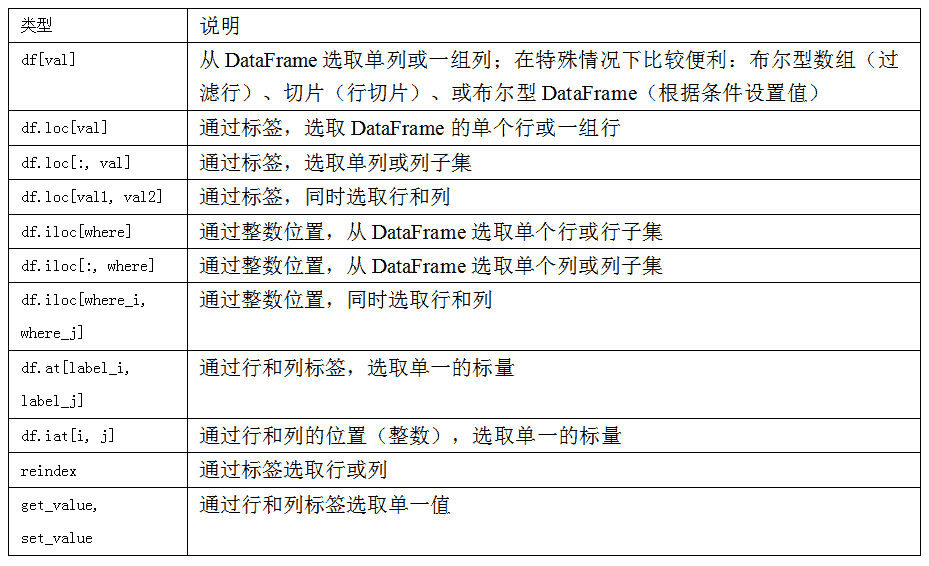 类型 说明
df[val] 从 DataFrame 选取单列或一组列；在特殊情况下比较便利：布尔型数组（过
滤行）、切片（行切片）、或布尔型 DataFrame（根据条件设置值）
df.loc[val] 通过标签，选取 DataFrame 的单个行或一组行
df.loc[:, val] 通过标签，选取单列或列子集
df.loc[val1, val2] 通过标签，同时选取行和列
df.iloc[where] 通过整数位置，从 DataFrame 选取单个行或行子集
df.iloc[:, where] 通过整数位置，从 DataFrame 选取单个列或列子集
df.iloc[where_i, 通过整数位置，同时选取行和列
where_j]
df.at[label_i, 通过行和列标签，选取单一的标量
label_j]
df.iat[i, j] 通过行和列的位置（整数），选取单一的标量
reindex 通过标签选取行或列
get_value, 通过行和列标签选取单一值
set_value